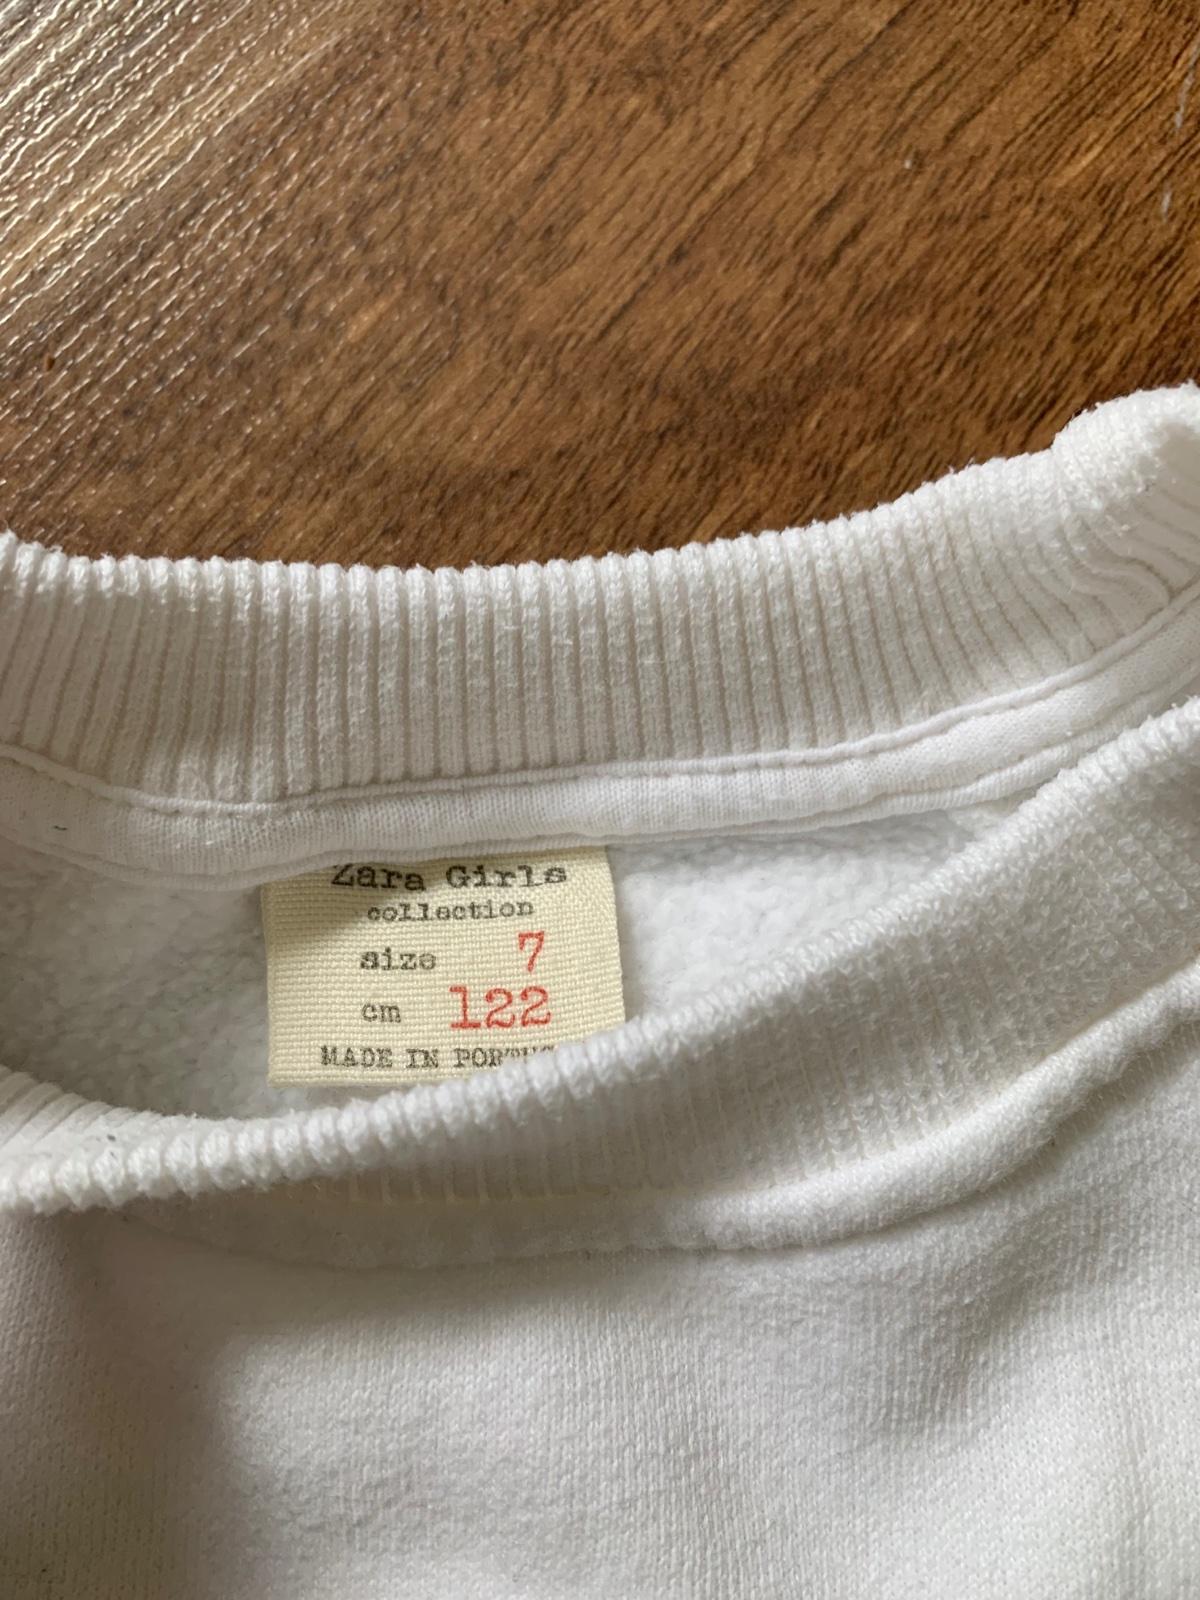 Zara Girls
collection
size 7
cm 122
MADE IN